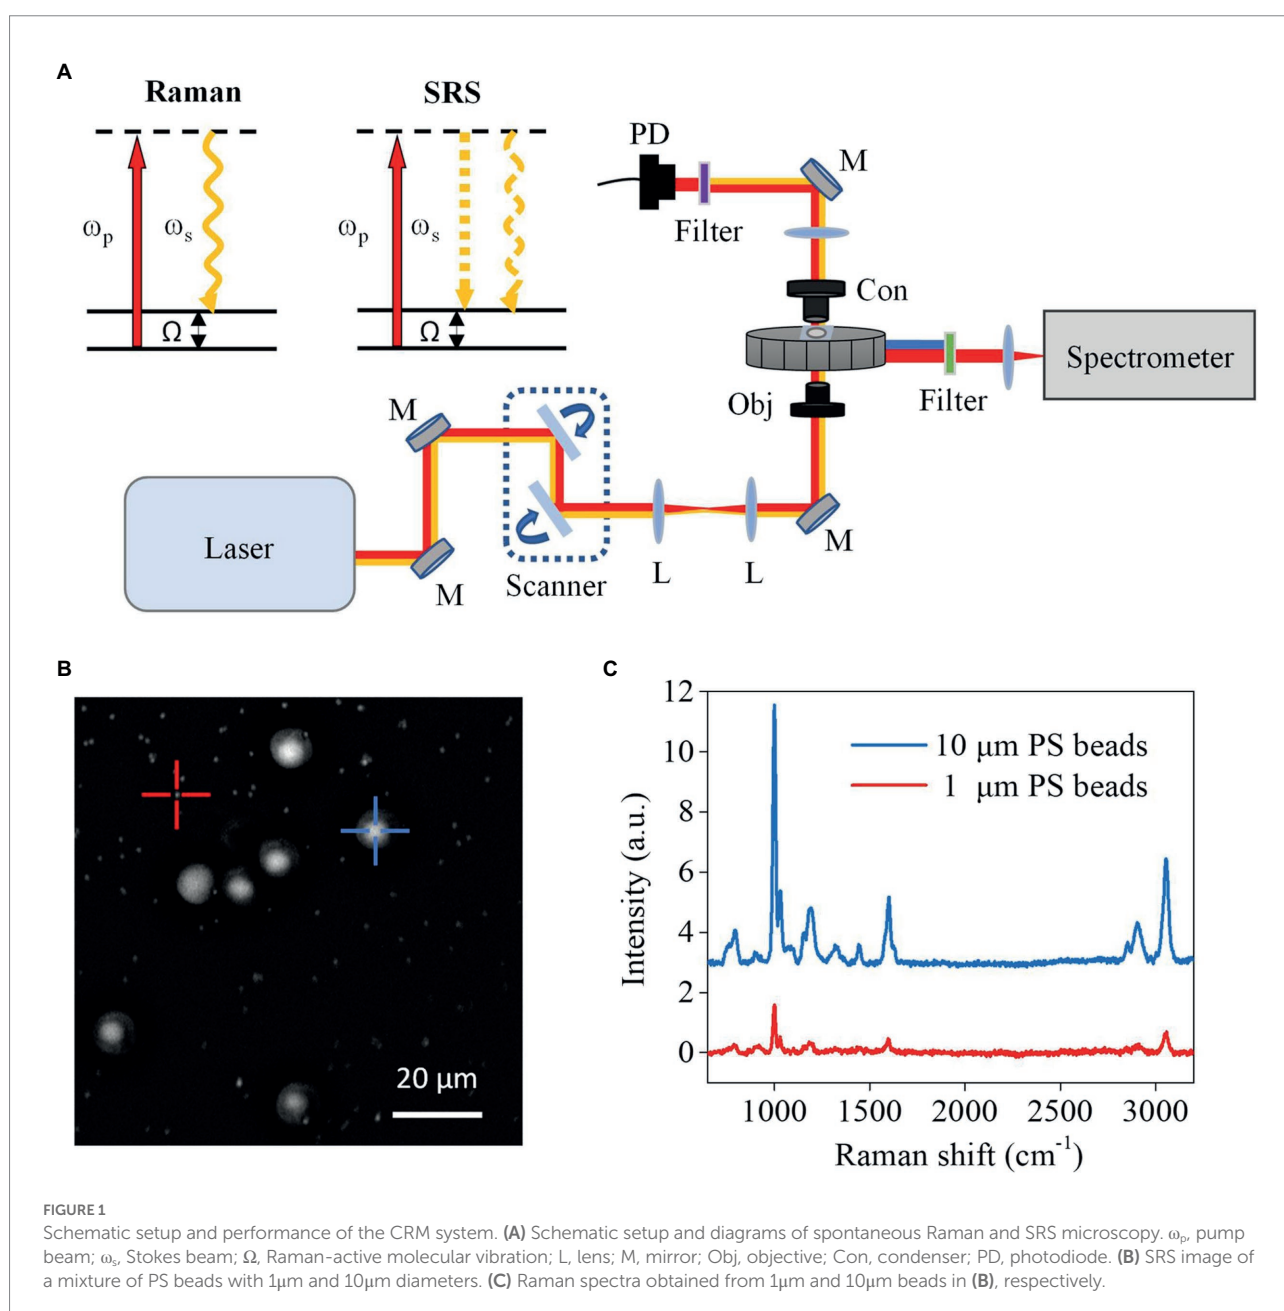 A
Raman
SRS
ωp
ωs
Ω
ωp
ωs
Ω
PD
M
Filter
Con
Spectrometer
Obj
Filter
M
Laser
M
Scanner
L
L
M
B
20 μm
C
12
10
8
6
4
2
0
Intensity (a.u.)
10 μm PS beads
1 μm PS beads
1000 1500 2000 2500 3000
Raman shift (cm-1)
FIGURE 1
Schematic setup and performance of the CRM system. (A) Schematic setup and diagrams of spontaneous Raman and SRS microscopy. ωp, pump
beam; ωs, Stokes beam; Ω, Raman-active molecular vibration; L, lens; M, mirror; Obj, objective; Con, condenser; PD, photodiode. (B) SRS image of
a mixture of PS beads with 1μm and 10μm diameters. (C) Raman spectra obtained from 1μm and 10μm beads in (B), respectively.